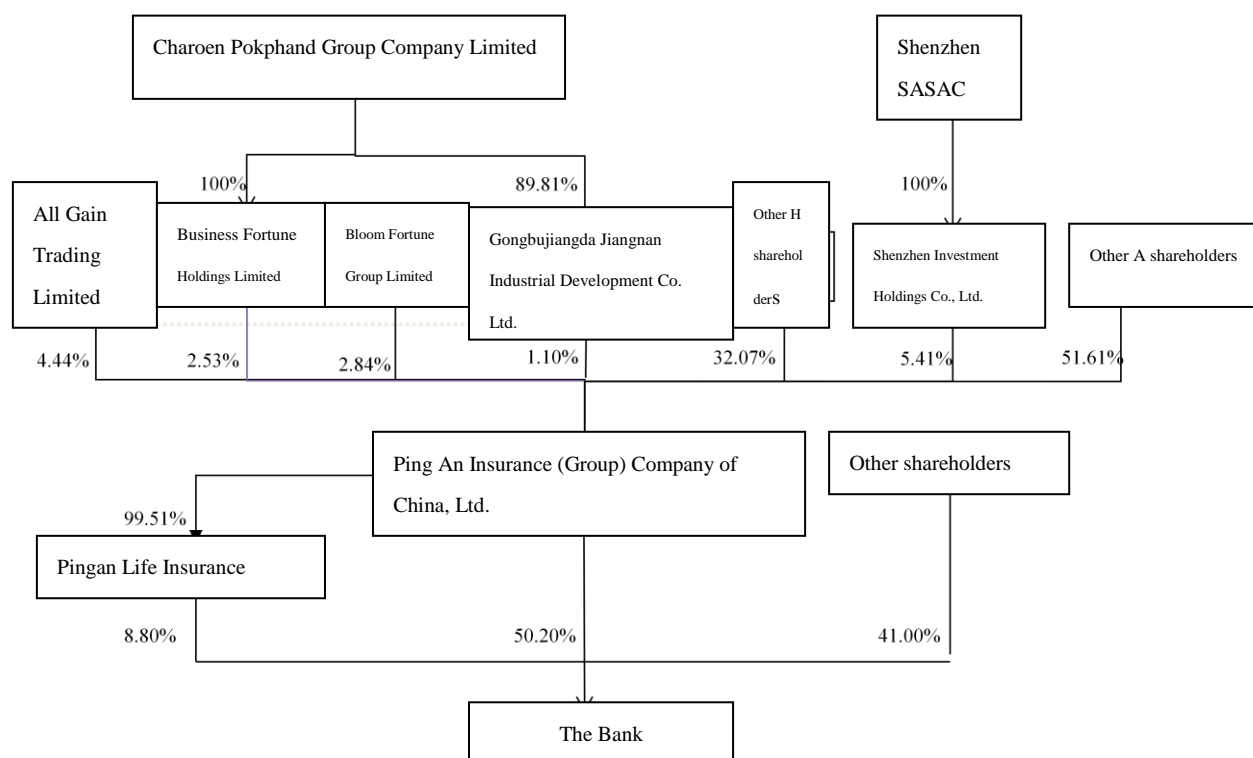 Charoen Pokphand Group Company Limited
Shenzhen
SASAC
100%
89.81%
100%
All Gain
Trading
Limited
Business Fortune
Holdings Limited
Bloom Fortune
Group Limited
Gongbujiangda Jiangnan
Industrial Development Co.
Ltd.
Other H
sharehol
derS
Shenzhen Investment
Holdings Co., Ltd.
Other A shareholders
4.44%
2.53%
2.84%
1.10%
32.07%
5.41%
51.61%
Ping An Insurance (Group) Company of
China, Ltd.
Other shareholders
99.51%
Pingan Life Insurance
8.80%
50.20%
41.00%
The Bank